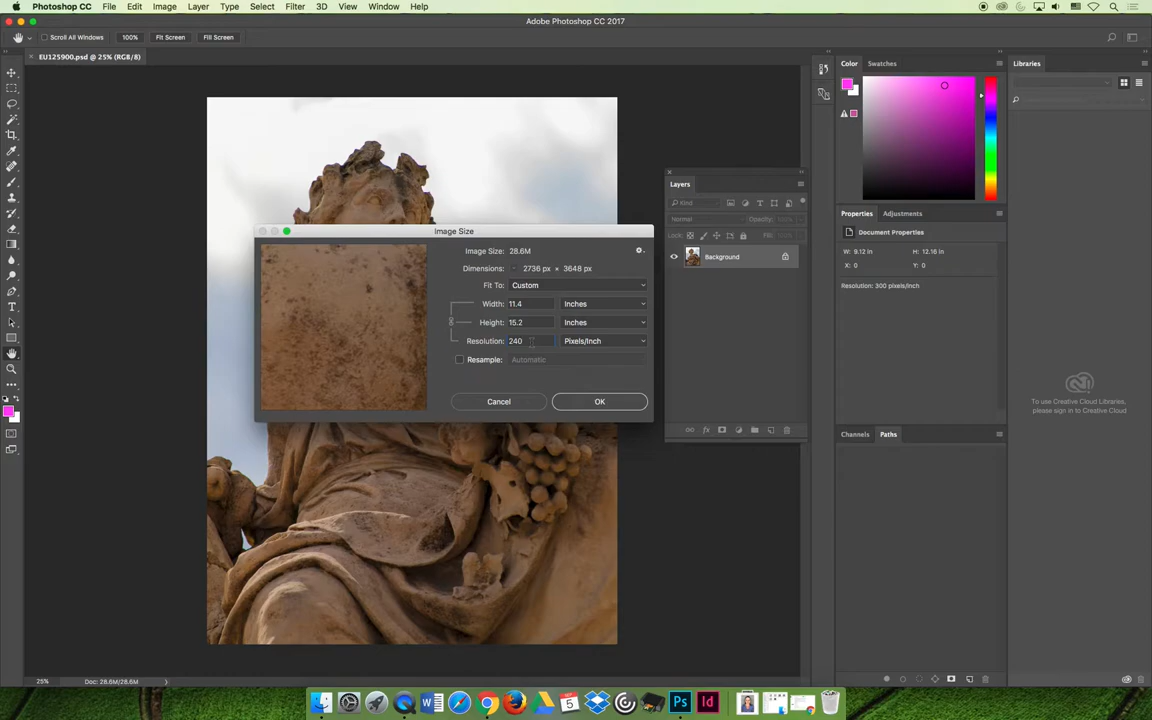 Photoshop CC File Edit Image Layer Type Select Filter 3D View Window Help
Adobe Photoshop CC 2017
Scroll All Windows 100% Fit Screen Fill Screen
EU125900.psd @ 25% (RGB/8)
Color Swatches
Libraries
Layers
Kind
Normal Opacity:
Lock: Fill:
Background
Properties Adjustments
Document Properties
W: 9.12 in H: 12.16 in
X: 0 Y: 0
Resolution: 300 pixels/inch
Image Size
Image Size: 28.6M
Dimensions: 2736 px × 3648 px
Fit To: Custom
Width: 11.4 Inches
Height: 15.2 Inches
Resolution: 240 Pixels/Inch
Resample: Automatic
Cancel OK
To use Creative Cloud Libraries,
please sign in to Creative Cloud
Channels Paths
25% Doc: 28.6M/28.6M
W 5 Ps Id